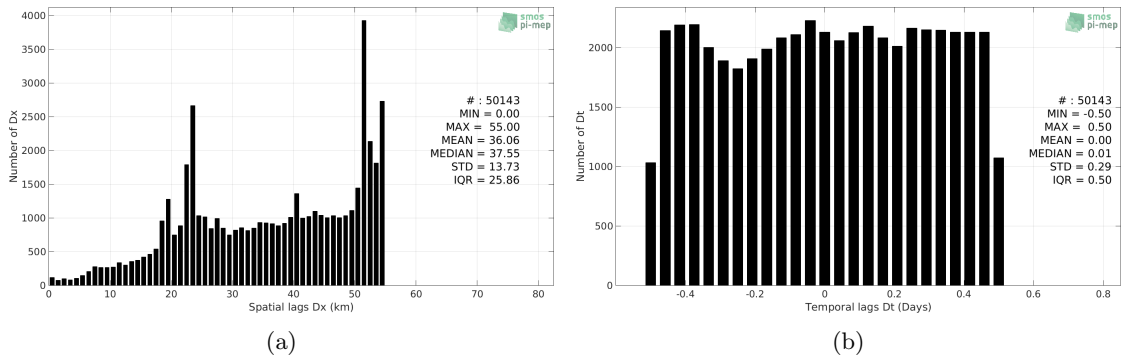 4000
3500
3000
2500
2000
1500
1000
500
0
Number of Dx
smos
pi-mep
# : 50143
MIN = 0.00
MAX = 55.00
MEAN = 36.06
MEDIAN = 37.55
STD = 13.73
IQR = 25.86
0 10 20 30 40 50 60 70 80
Spatial lags Dx (km)
(a)
2000
1500
1000
500
0
Number of Dt
smos
pi-mep
# : 50143
MIN = -0.50
MAX = 0.50
MEAN = 0.00
MEDIAN = 0.01
STD = 0.29
IQR = 0.50
-0.4 -0.2 0 0.2 0.4 0.6 0.8
Temporal lags Dt (Days)
(b)